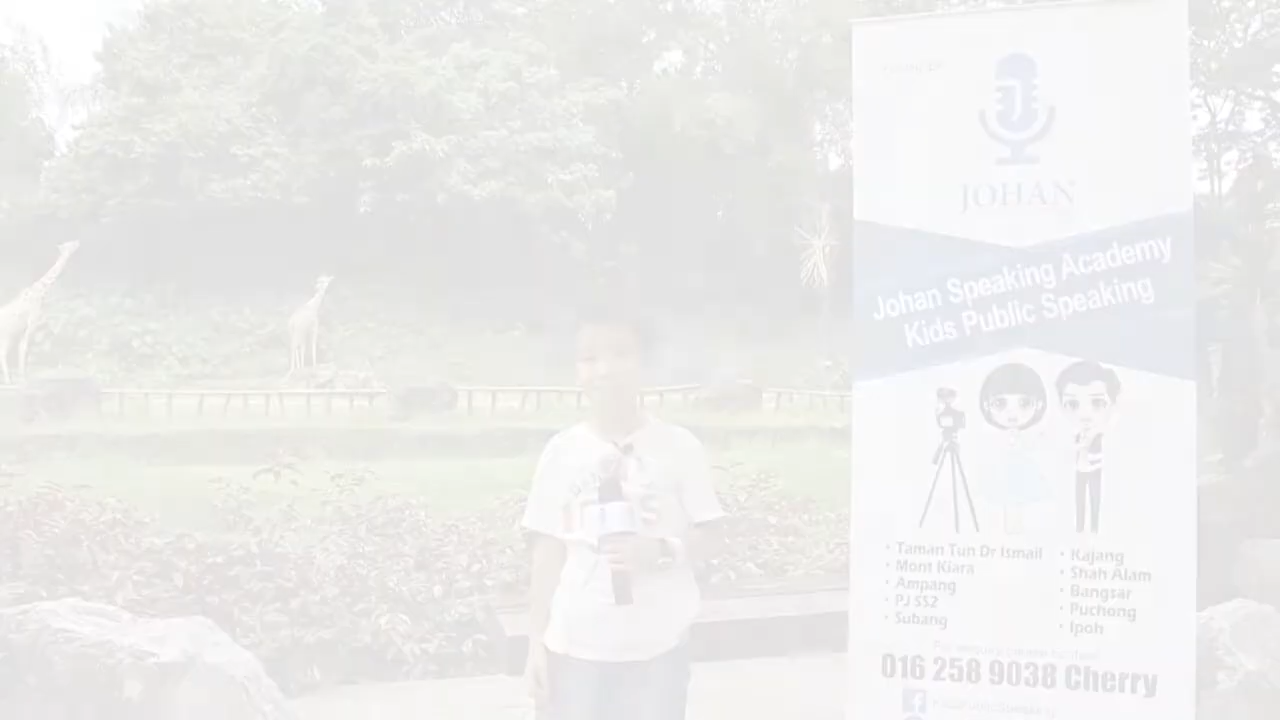 JOHAN
Johan Speaking Academy
Kids Public Speaking
• Taman Tun Dr Ismail
• Mont Kiara
• Ampang
• PJ SS2
• Subang
• Kajang
• Shah Alam
• Bangsar
• Puchong
• Ipoh
016 258 9038 Cherry